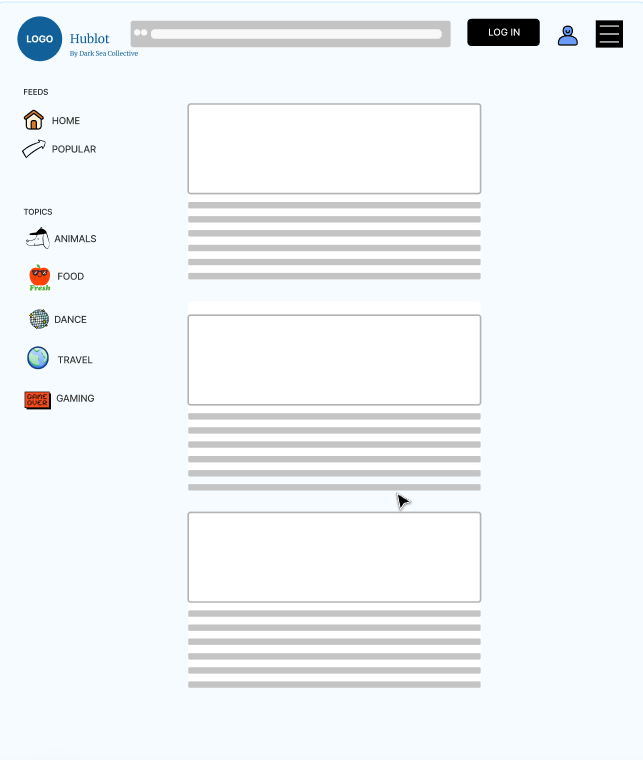 LOGO
Hublot
By Dark Sea Collective
LOG IN
FEEDS
HOME
POPULAR
TOPICS
ANIMALS
FOOD
Fresh
DANCE
TRAVEL
GAME
OVER
GAMING